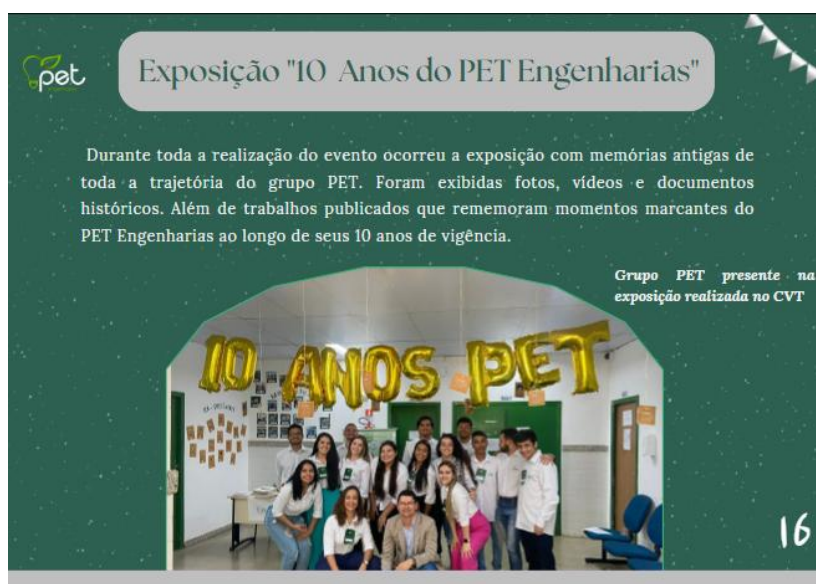 pet
Exposição "10 Anos do PET Engenharias"
Durante toda a realização do evento ocorreu a exposição com memórias antigas de
toda a trajetória do grupo PET. Foram exibidas fotos, vídeos e documentos
históricos. Além de trabalhos publicados que rememoram momentos marcantes do
PET Engenharias ao longo de seus 10 anos de vigência.
Grupo PET presente na
exposição realizada no CVT
10 ANOS PET
16